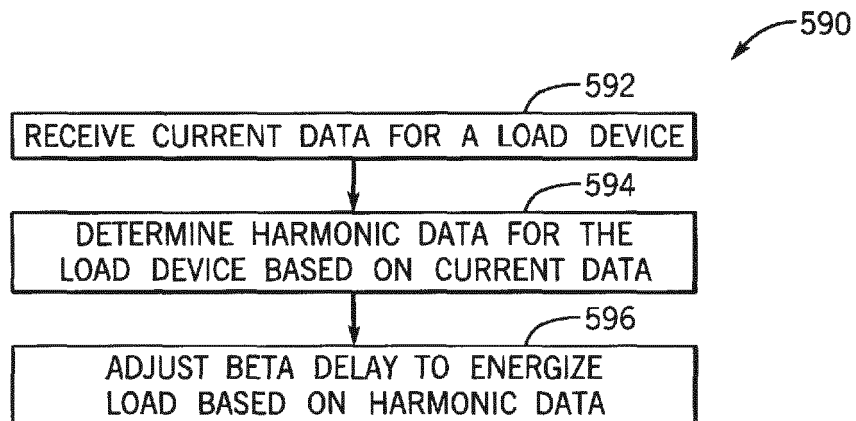 590
592
RECEIVE CURRENT DATA FOR A LOAD DEVICE
594
DETERMINE HARMONIC DATA FOR THE
LOAD DEVICE BASED ON CURRENT DATA
596
ADJUST BETA DELAY TO ENERGIZE
LOAD BASED ON HARMONIC DATA